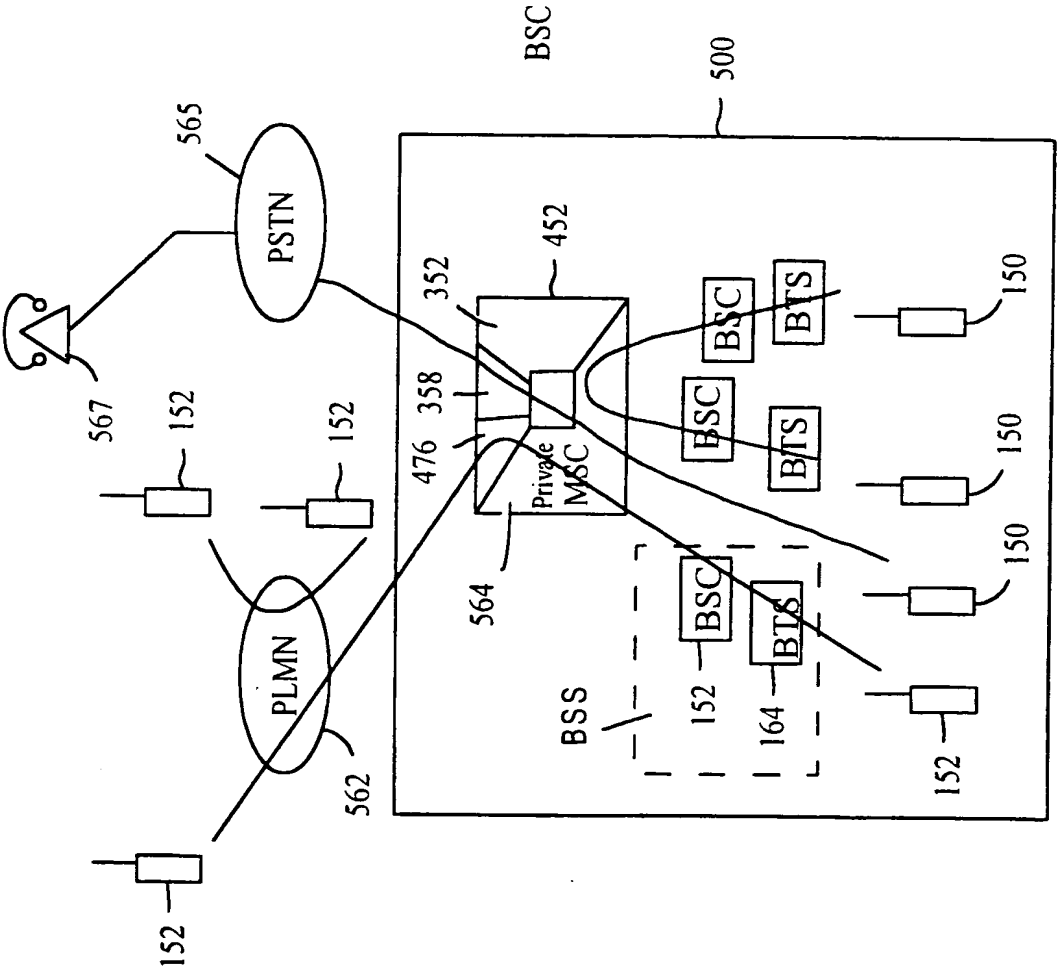 BSC
500
565
PSTN
567
152
152
PLMN
562
152
452
352
358
476
Private
MSC
564
BSC
BTS
BSC
BTS
BSS
BSC
152
BTS
164
150
150
150
152